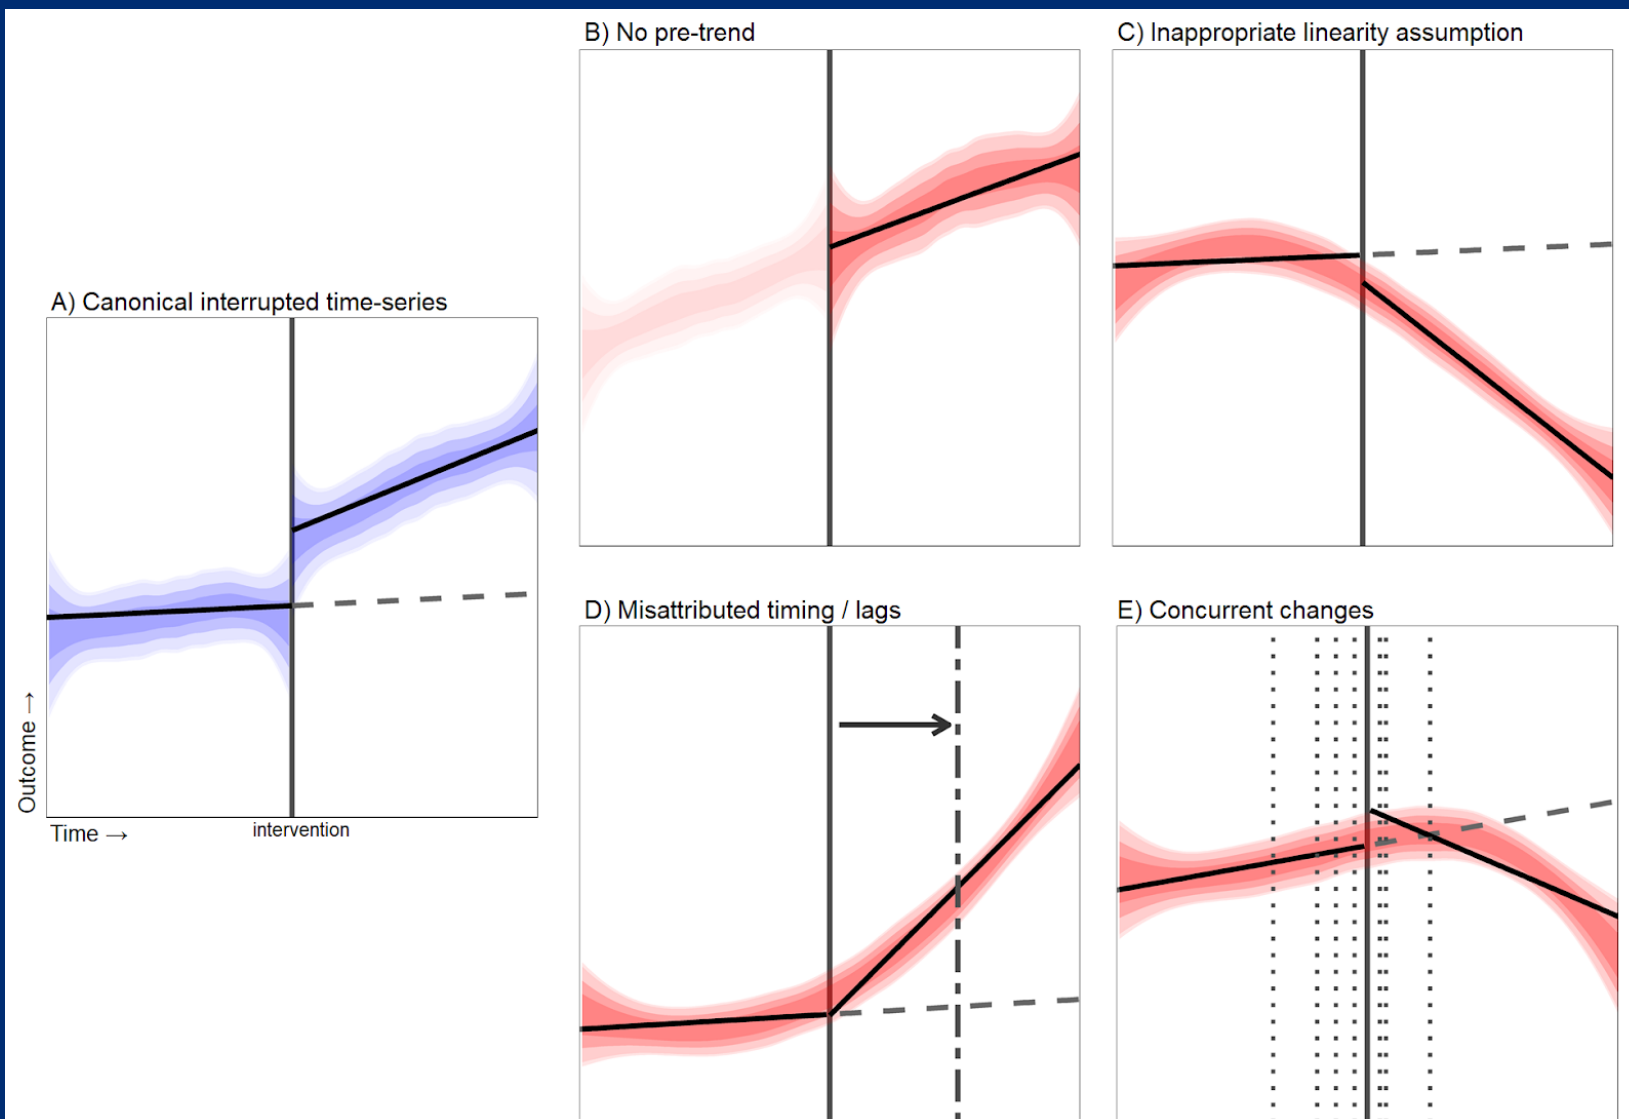 B) No pre-trend
C) Inappropriate linearity assumption
A) Canonical interrupted time-series
Outcome →
Time →
intervention
D) Misattributed timing / lags
E) Concurrent changes